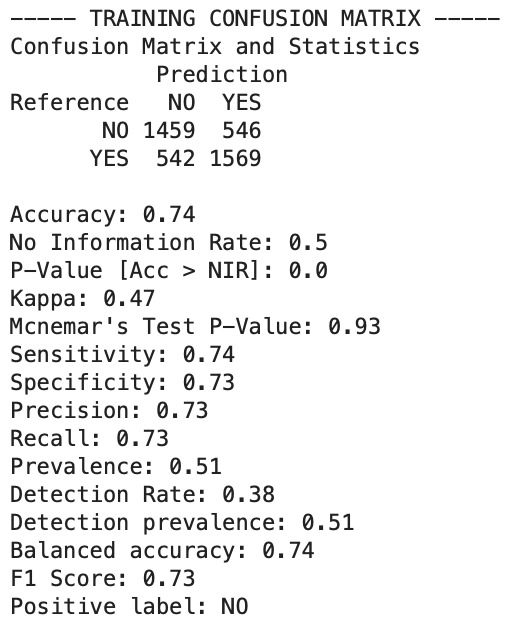 ----- TRAINING CONFUSION MATRIX -----
Confusion Matrix and Statistics
Prediction
Reference NO YES
NO 1459 546
YES 542 1569
Accuracy: 0.74
No Information Rate: 0.5
P-Value [Acc > NIR]: 0.0
Kappa: 0.47
Mcnemar's Test P-Value: 0.93
Sensitivity: 0.74
Specificity: 0.73
Precision: 0.73
Recall: 0.73
Prevalence: 0.51
Detection Rate: 0.38
Detection prevalence: 0.51
Balanced accuracy: 0.74
F1 Score: 0.73
Positive label: NO